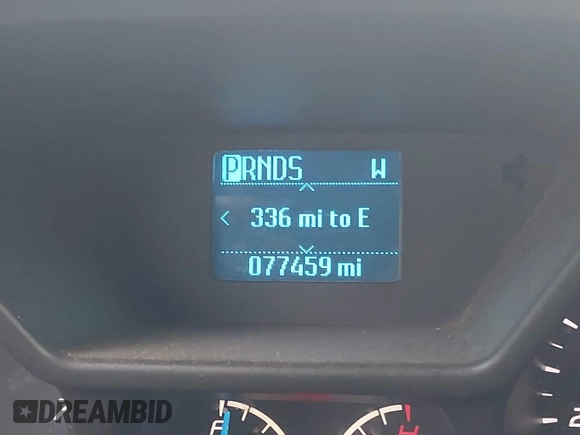 PRNDS W
336 mi to E
077459 mi
DREAMBID